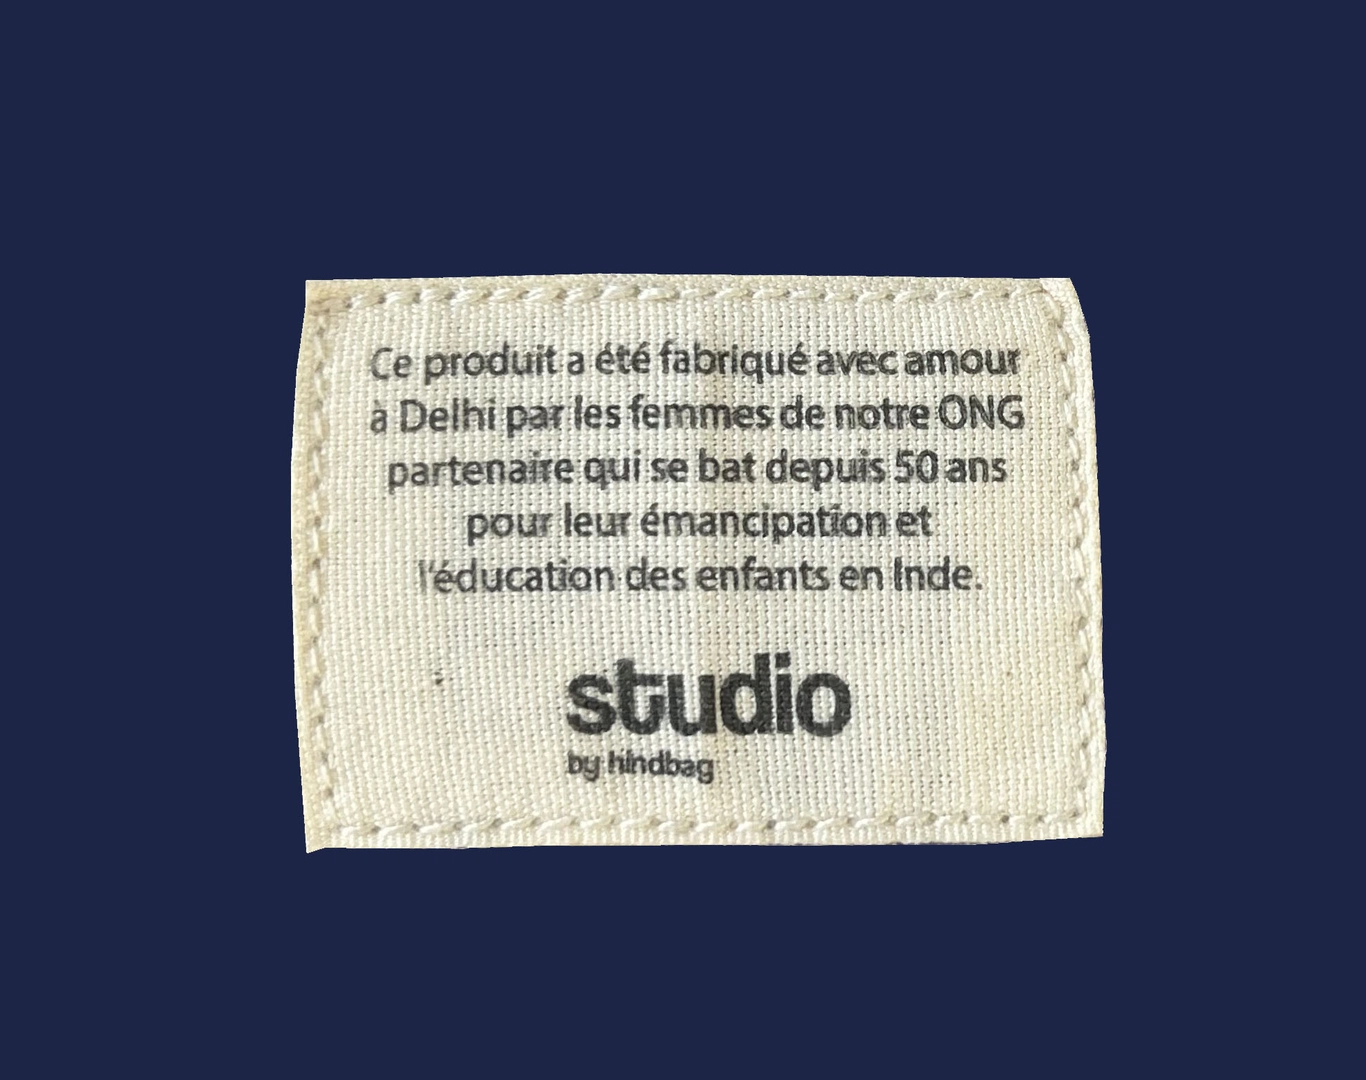 Ce produit a été fabriqué avec amour
à Delhi par les femmes de notre ONG
partenaire qui se bat depuis 50 ans
pour leur émancipation et
l'éducation des enfants en Inde.
studio
by hindbag